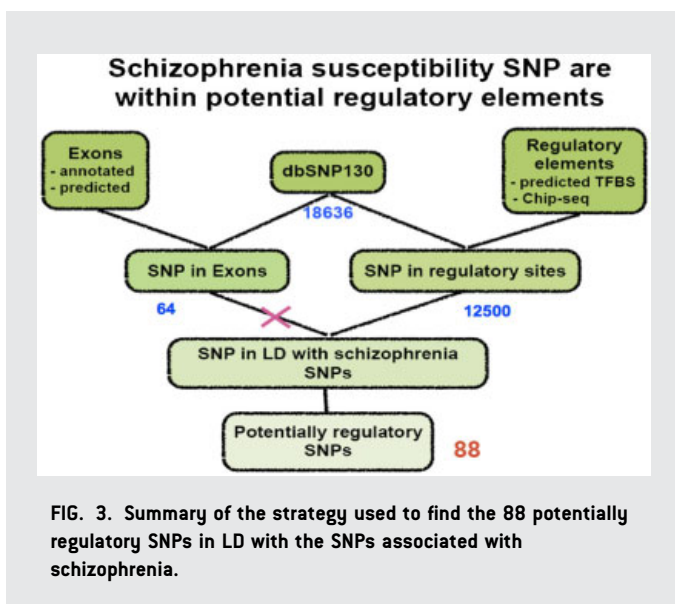 Schizophrenia susceptibility SNP are
within potential regulatory elements
Exons
- annotated
- predicted
dbSNP130
Regulatory
elements
- predicted TFBS
- Chip-seq
18636
SNP in Exons
SNP in regulatory sites
64
12500
SNP in LD with schizophrenia
SNPs
Potentially regulatory
SNPs
88
FIG. 3. Summary of the strategy used to find the 88 potentially
regulatory SNPs in LD with the SNPs associated with
schizophrenia.